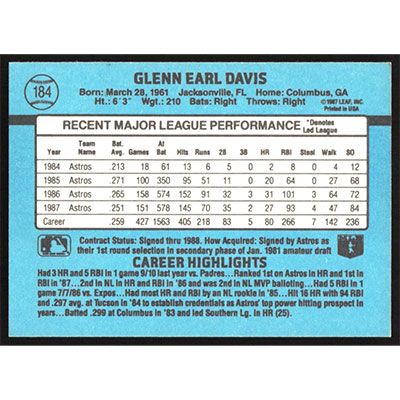 184
GLENN EARL DAVIS
Born: March 28, 1961 Jacksonville, FL Home: Columbus, GA
Ht.: 6'3" Wgt.: 210 Bats: Right Throws: Right
©1987 LEAF, INC.
Printed in USA
RECENT MAJOR LEAGUE PERFORMANCE *Denotes Led League
Year Team Name Bat. Avg. Games At Bat Hits Runs 2B 3B HR RBI Steal Walk SO
1984 Astros .213 18 61 13 6 5 0 2 8 0 4 12
1985 Astros .271 100 350 95 51 11 0 20 64 0 27 68
1986 Astros .265 158 574 152 91 32 3 31 101 3 64 72
1987 Astros .251 151 578 145 70 35 2 27 93 4 47 84
Career .259 427 1563 405 218 83 5 80 266 7 142 236
Contract Status: Signed thru 1988. How Acquired: Signed by Astros as
their 1st round selection in secondary phase of Jan. 1981 amateur draft
CAREER HIGHLIGHTS
Had 3 HR and 5 RBI in 1 game 9/10 last year vs. Padres...Ranked 1st on Astros in HR and 1st in
RBI in '87...2nd in NL in HR and RBI in '86 and was 2nd in NL MVP balloting...Had 5 RBI in 1
game 7/7/86 vs. Expos...Had most HR and RBI by an NL rookie in '85...Hit 16 HR with 94 RBI
and .297 avg. at Tucson in '84 to establish credentials as Astros' top power hitting prospect in
years...Batted .299 at Columbus in '83 and led Southern Lg. in HR (25).